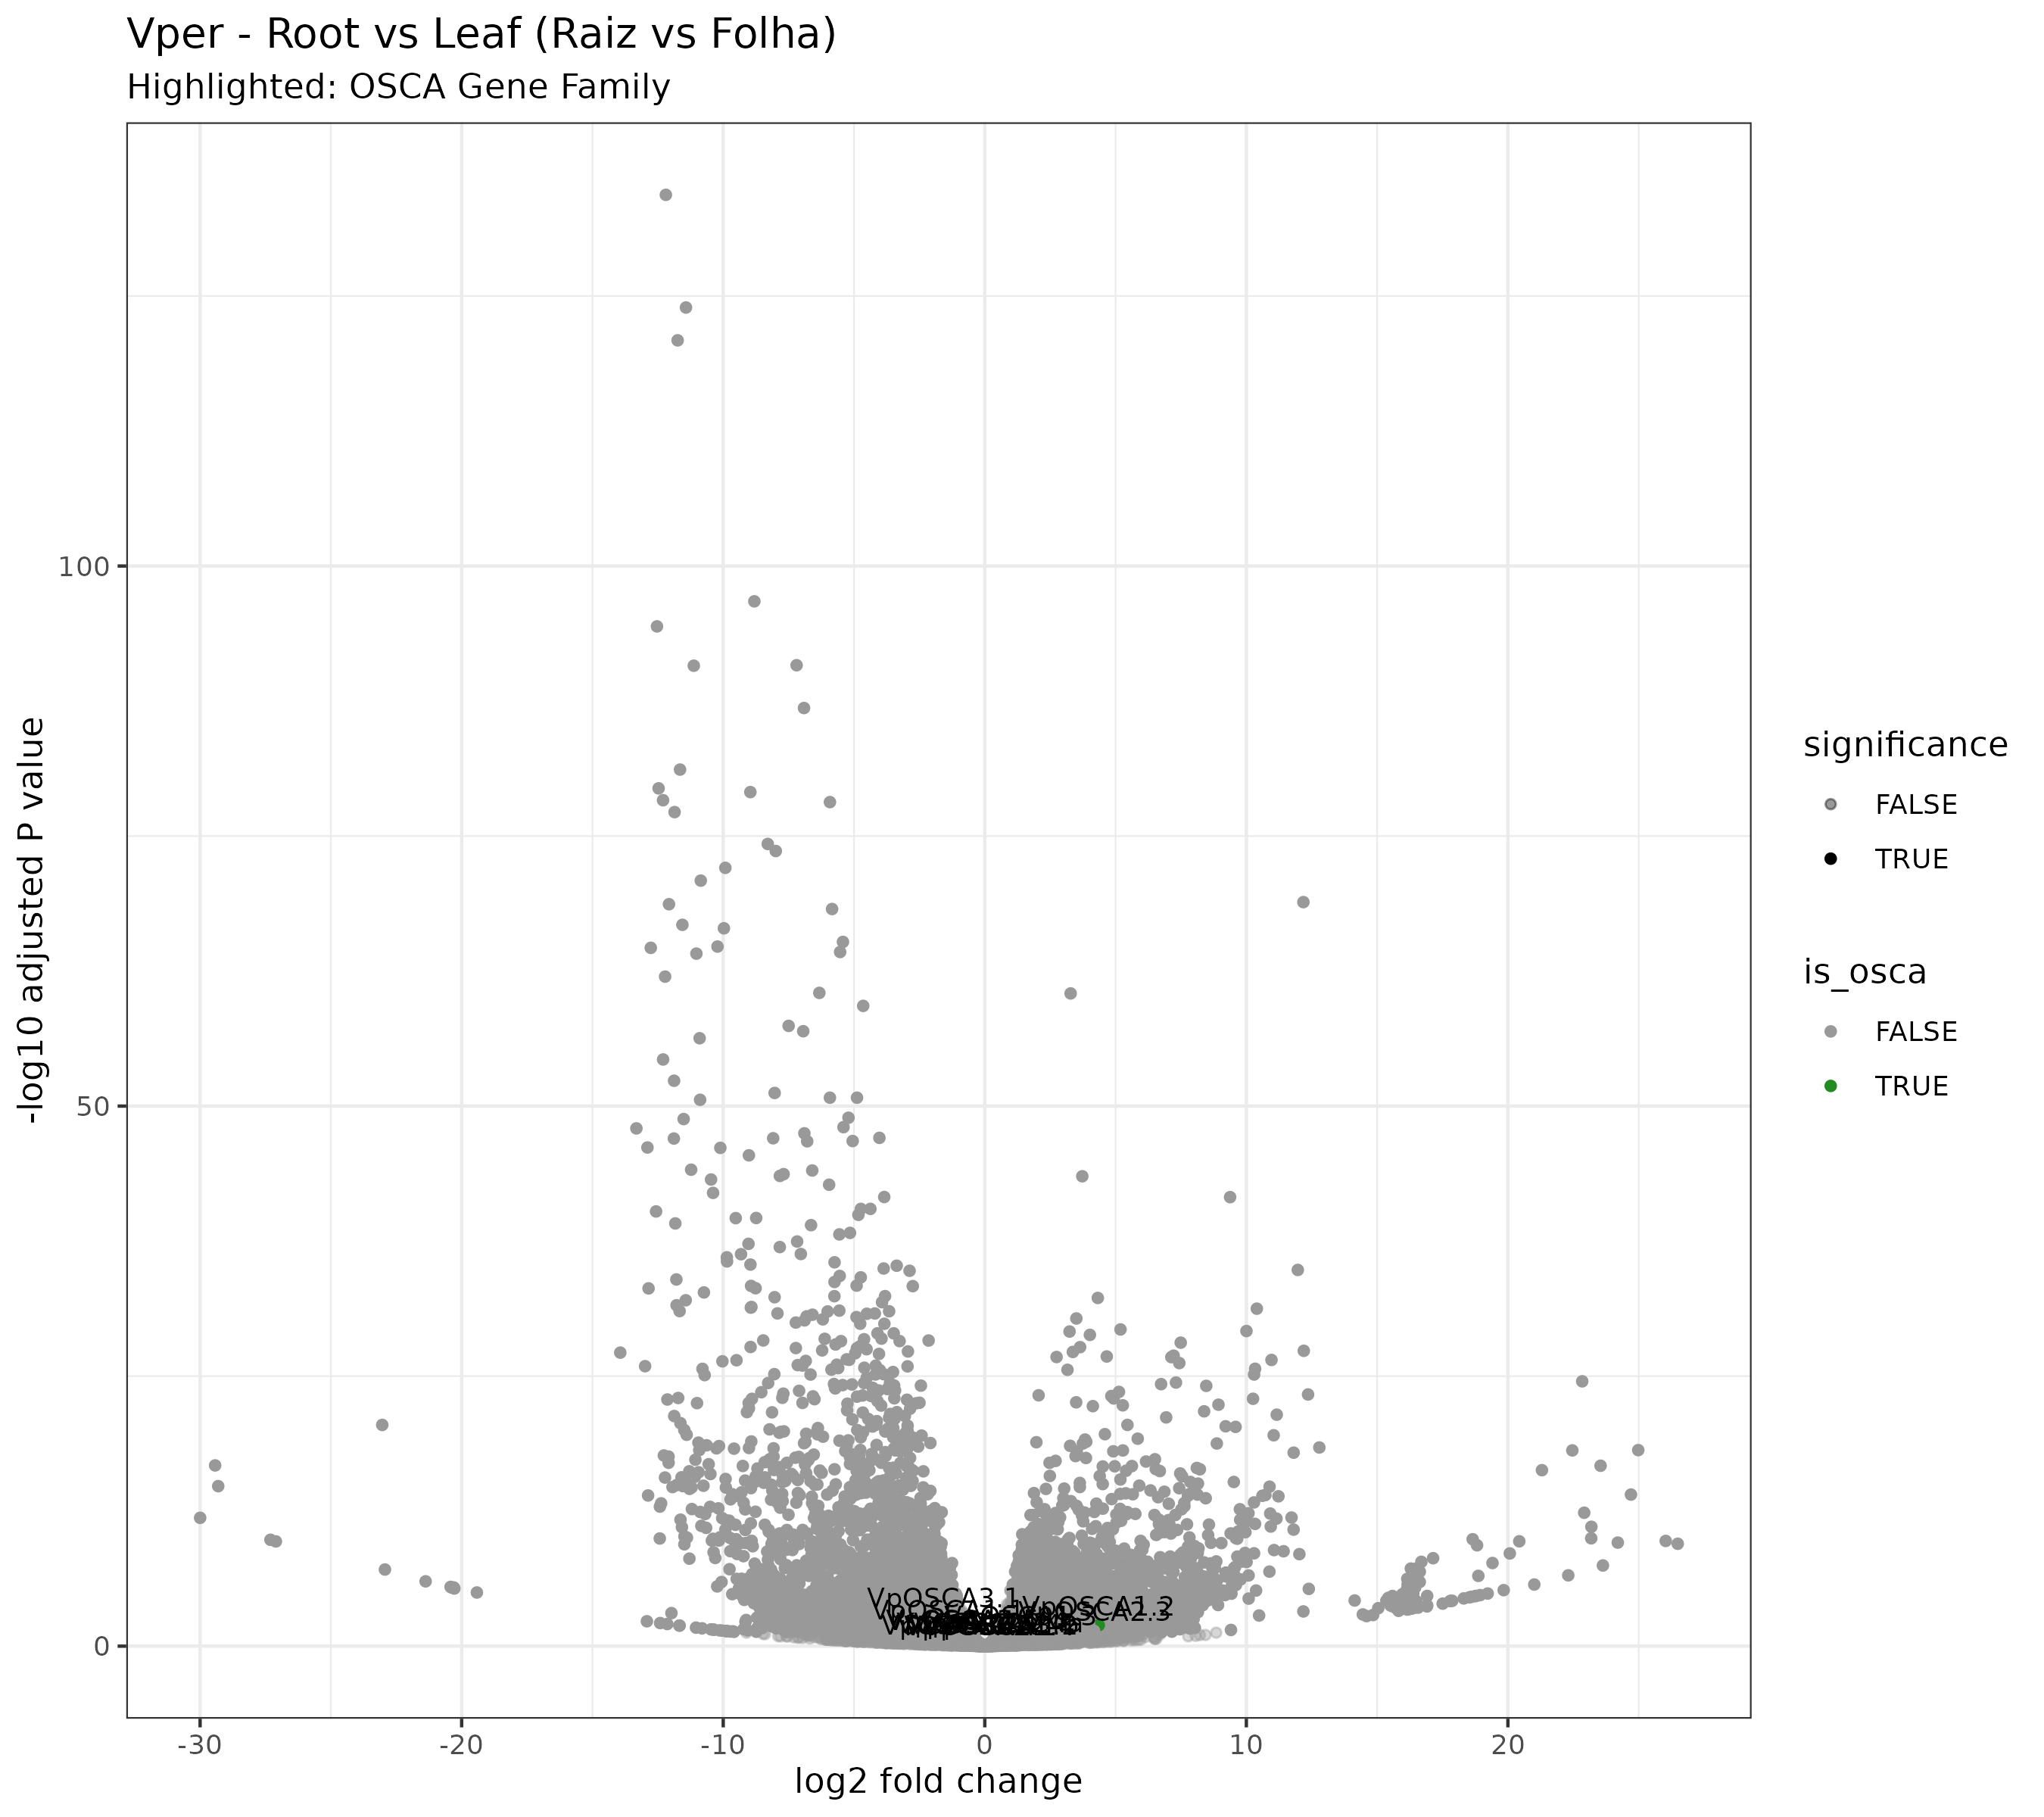 Vper - Root vs Leaf (Raiz vs Folha)
Highlighted: OSCA Gene Family
-log10 adjusted P value
100
50
0
VpOSCA3.1
VpOSCA1.2
-30
-20
-10
0
10
20
log2 fold change
significance
FALSE
TRUE
is_osca
FALSE
TRUE